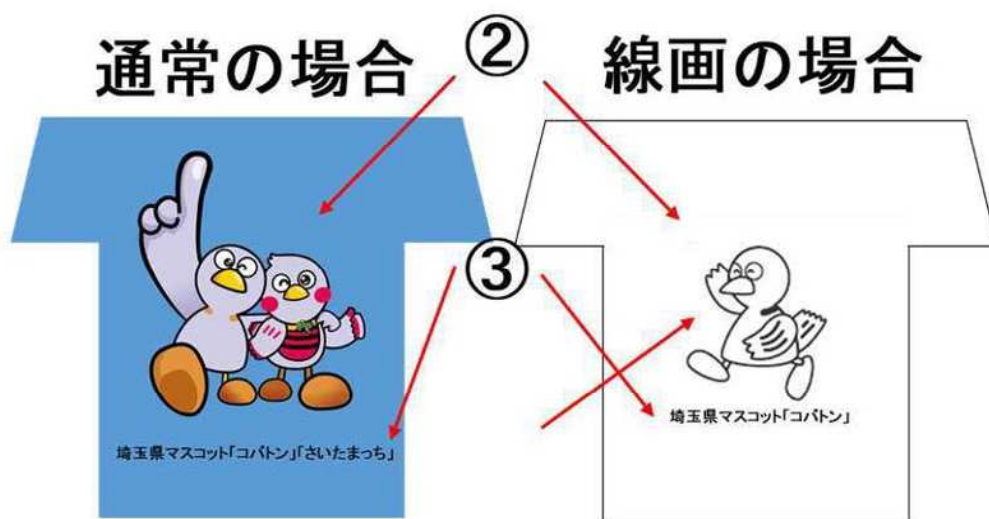 通常の場合
②
線画の場合
③
埼玉県マスコット「コバトン」「さいたまっち」
埼玉県マスコット「コバトン」